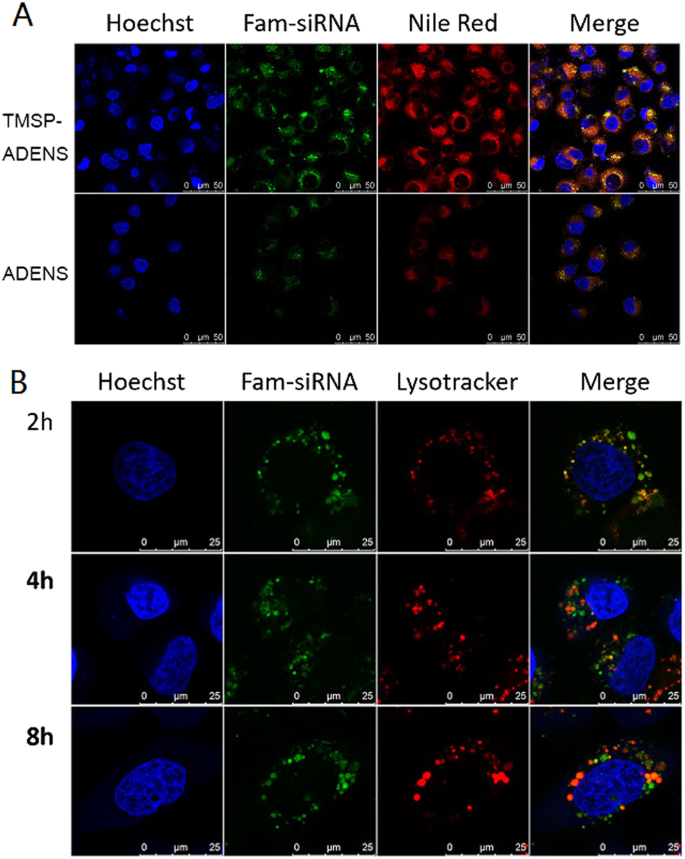 A
Hoechst Fam-siRNA Nile Red Merge
TMSP-
ADENS
0 µm 50 0 µm 50 0 µm 50 0 µm 50
ADENS
0 µm 50 0 µm 50 0 µm 50 0 µm 50
B
Hoechst Fam-siRNA Lysotracker Merge
2h
0 µm 25 0 µm 25 0 µm 25 0 µm 25
4h
0 µm 25 0 µm 25 0 µm 25 0 µm 25
8h
0 µm 25 0 µm 25 0 µm 25 0 µm 25